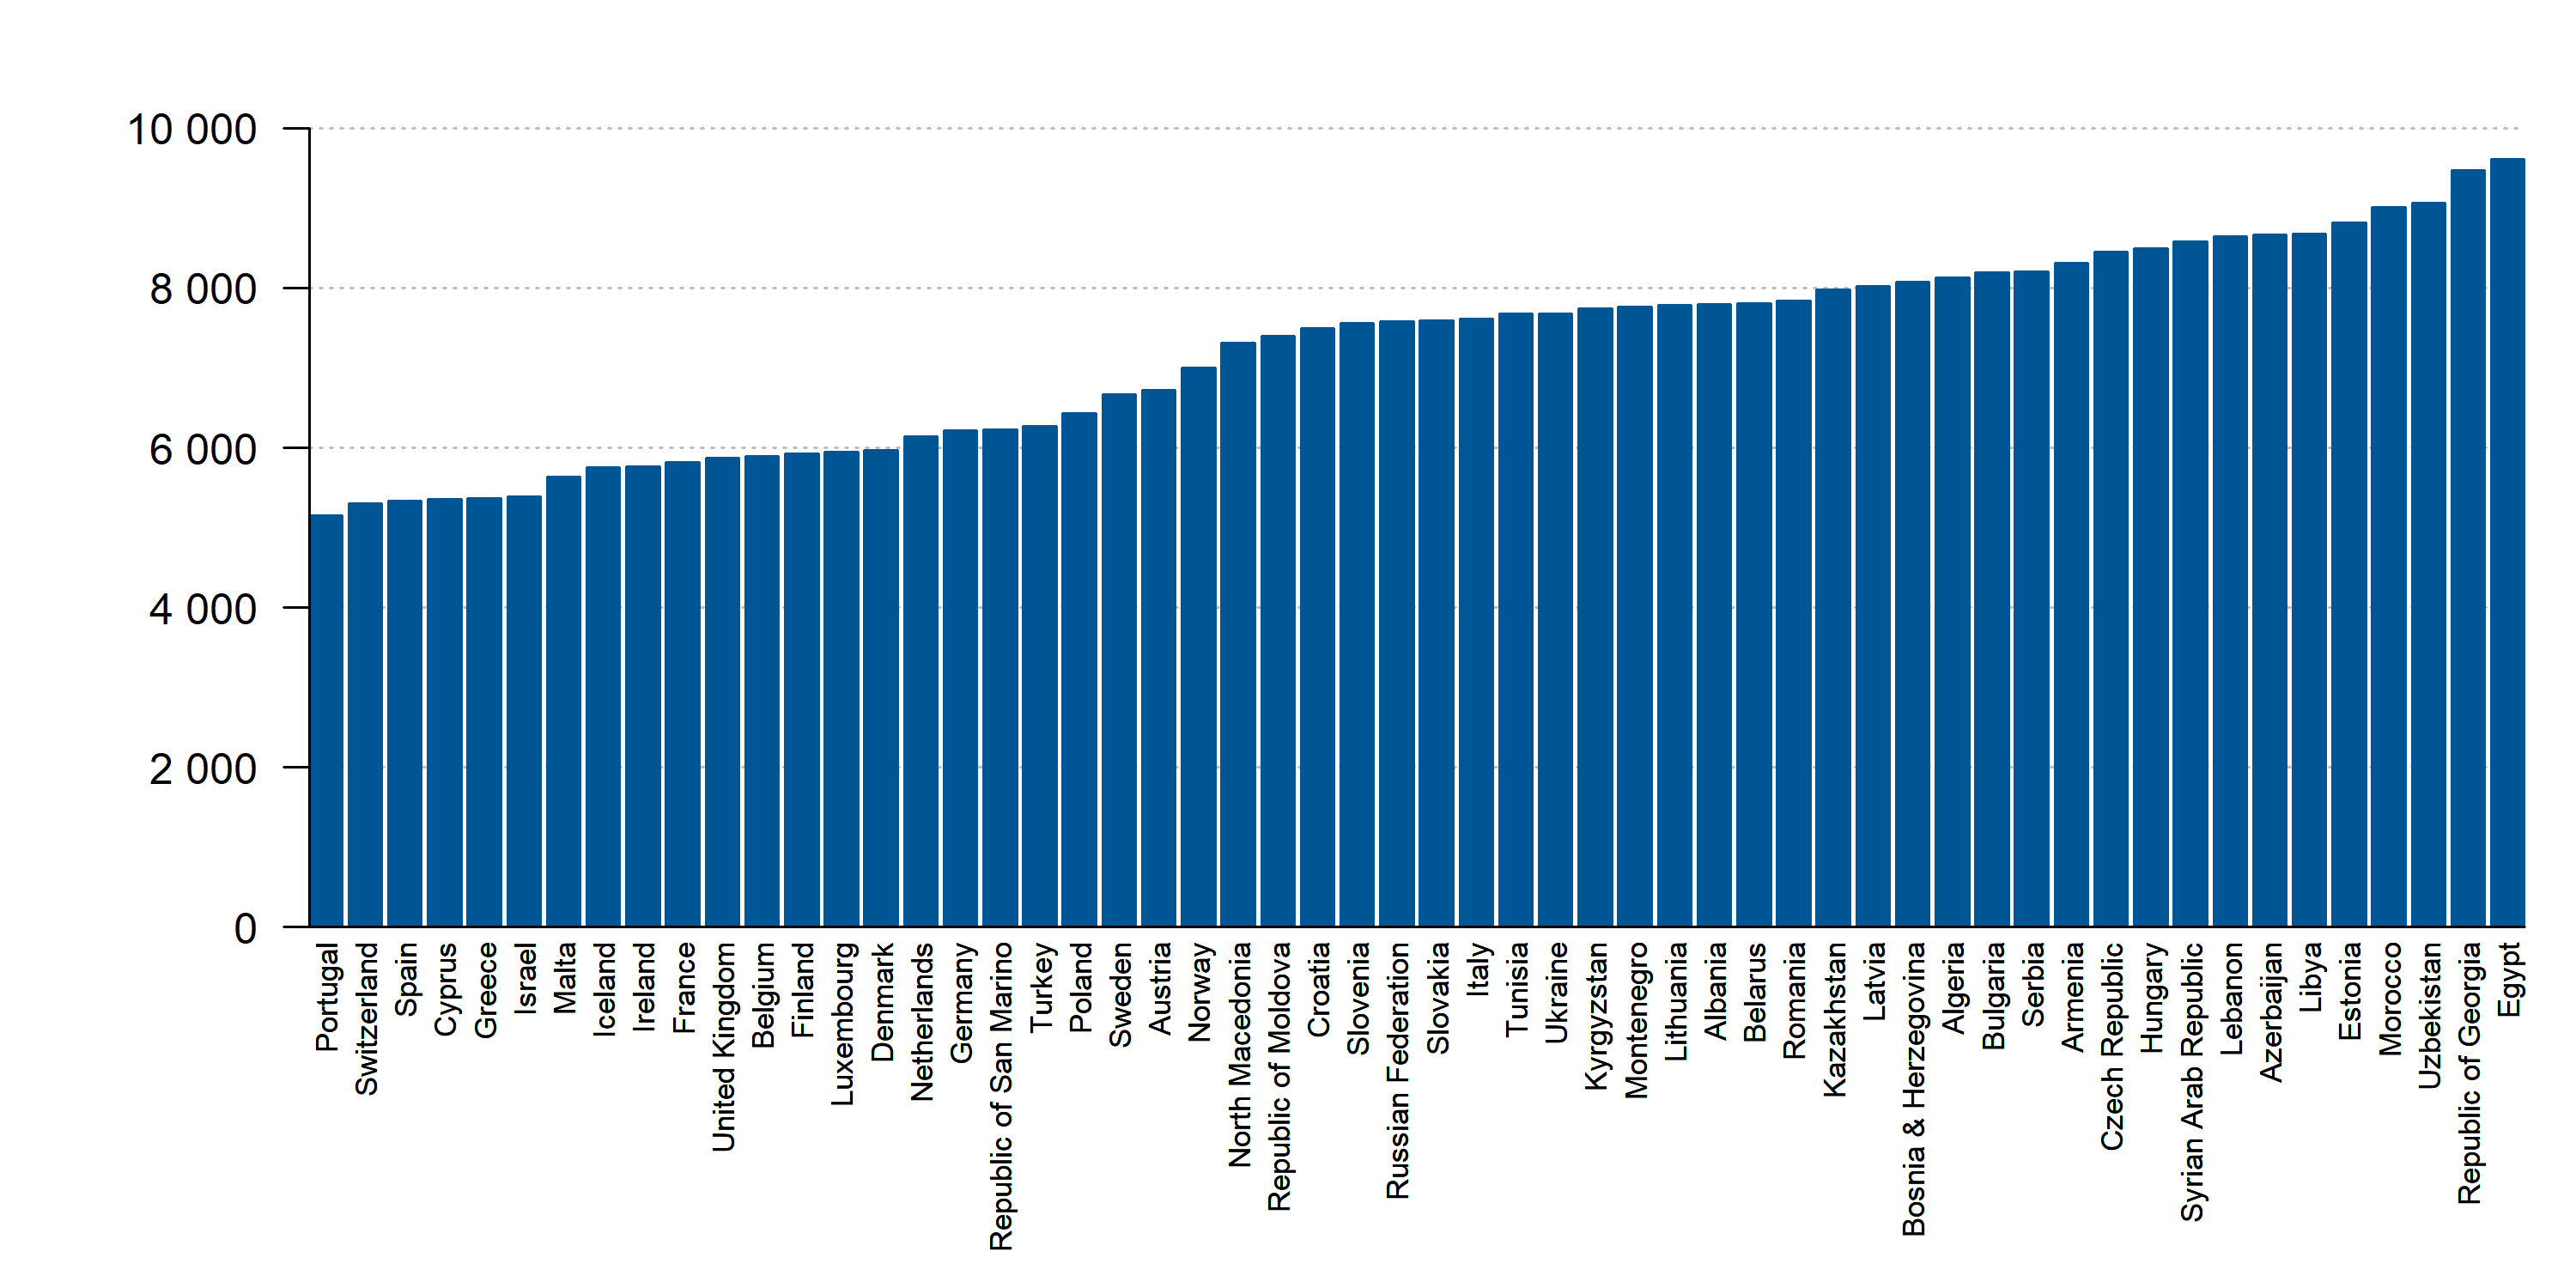 10 000
8 000
6 000
4 000
2 000
0
Portugal
Switzerland
Spain
Cyprus
Greece
Israel
Malta
Iceland
Ireland
France
United Kingdom
Belgium
Finland
Luxembourg
Denmark
Netherlands
Germany
Republic of San Marino
Turkey
Poland
Sweden
Austria
Norway
North Macedonia
Republic of Moldova
Croatia
Slovenia
Russian Federation
Slovakia
Italy
Tunisia
Ukraine
Kyrgyzstan
Montenegro
Lithuania
Albania
Belarus
Romania
Kazakhstan
Latvia
Bosnia & Herzegovina
Algeria
Bulgaria
Serbia
Armenia
Czech Republic
Hungary
Syrian Arab Republic
Lebanon
Azerbaijan
Libya
Estonia
Morocco
Uzbekistan
Republic of Georgia
Egypt